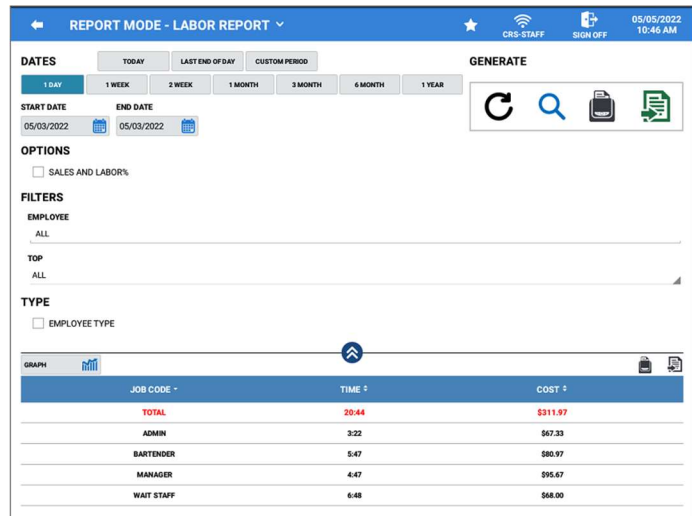 REPORT MODE - LABOR REPORT
CRS-STAFF
SIGN OFF
05/05/2022
10:46 AM
DATES
TODAY
LAST END OF DAY
CUSTOM PERIOD
GENERATE
1 DAY
1 WEEK
2 WEEK
1 MONTH
3 MONTH
6 MONTH
1 YEAR
START DATE
END DATE
05/03/2022
05/03/2022
OPTIONS
SALES AND LABOR%
FILTERS
EMPLOYEE
ALL
TOP
ALL
TYPE
EMPLOYEE TYPE
GRAPH
JOB CODE TIME COST
TOTAL 20:44 $311.97
ADMIN 3:22 $67.33
BARTENDER 5:47 $80.97
MANAGER 4:47 $95.67
WAIT STAFF 6:48 $68.00